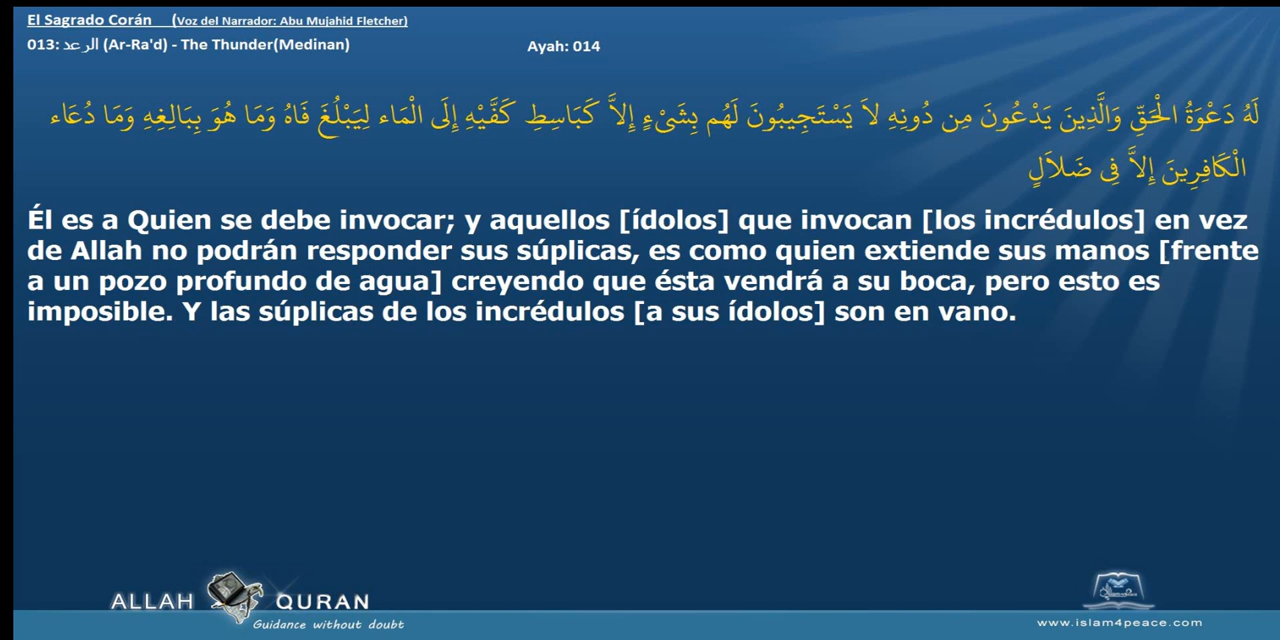 El Sagrado Corán (Voz del Narrador: Abu Mujahid Fletcher)
013: الرعد (Ar-Ra'd) - The Thunder(Medinan) Ayah: 014
لَهُ دَعْوَةُ الْحَقِّ وَالَّذِينَ يَدْعُونَ مِن دُونِهِ لاَ يَسْتَجِيبُونَ لَهُم بِشَيْءٍ إِلاَّ كَبَاسِطِ كَفَّيْهِ إِلَى الْمَاء لِيَبْلُغَ فَاهُ وَمَا هُوَ بِبَالِغِهِ وَمَا دُعَاء
الْكَافِرِينَ إِلاَّ فِي ضَلاَلٍ
Él es a Quien se debe invocar; y aquellos [ídolos] que invocan [los incrédulos] en vez
de Allah no podrán responder sus súplicas, es como quien extiende sus manos [frente
a un pozo profundo de agua] creyendo que ésta vendrá a su boca, pero esto es
imposible. Y las súplicas de los incrédulos [a sus ídolos] son en vano.
ALLAH QURAN
Guidance without doubt
www.islam4peace.com